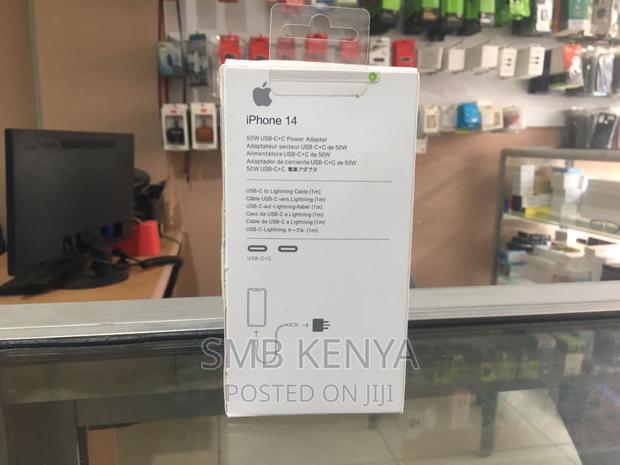 iPhone 14
50W USB-C+C Power Adapter
Adaptateur secteur USB-C+C de 50W
Alimentatore USB-C+C de 50W
Adaptador de corriente USB-C+C de 50W
50W USB-C+C 電源アダプタ
USB-C to Lightning Cable (1m)
Câble USB-C vers Lightning (1m)
USB-C-auf-Lightning-Kabel (1m)
Cavo da USB-C a Lightning (1m)
Cable de USB-C a Lightning (1m)
USB-C-Lightning ケーブル (1m)
USB-C+C
SMB KENYA
POSTED ON JIJI